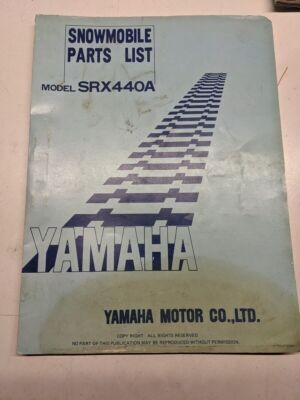 SNOWMOBILE
PARTS LIST
MODEL SRX440A
YAMAHA
YAMAHA MOTOR CO.,LTD.
COPY RIGHT : ALL RIGHTS RESERVED
NO PART OF THIS PUBLICATION MAY BE REPRODUCED WITHOUT PERMISSION.